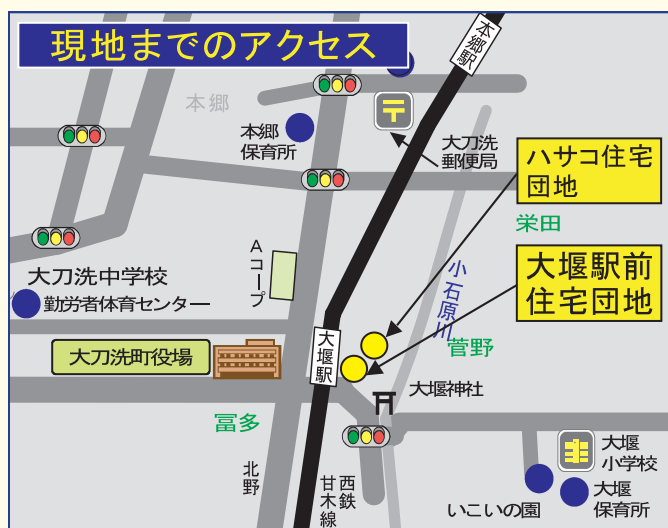 現地までのアクセス
本郷駅
本郷
本郷
保育所
〒
大刀洗
郵便局
ハサコ住宅
団地
栄田
Aコープ
小石原川
大堰駅前
住宅団地
大刀洗中学校
勤労者体育センター
大刀洗町役場
大堰駅
菅野
大堰神社
冨多
北野
西鉄
甘木線
大堰
小学校
いこいの園
大堰
保育所